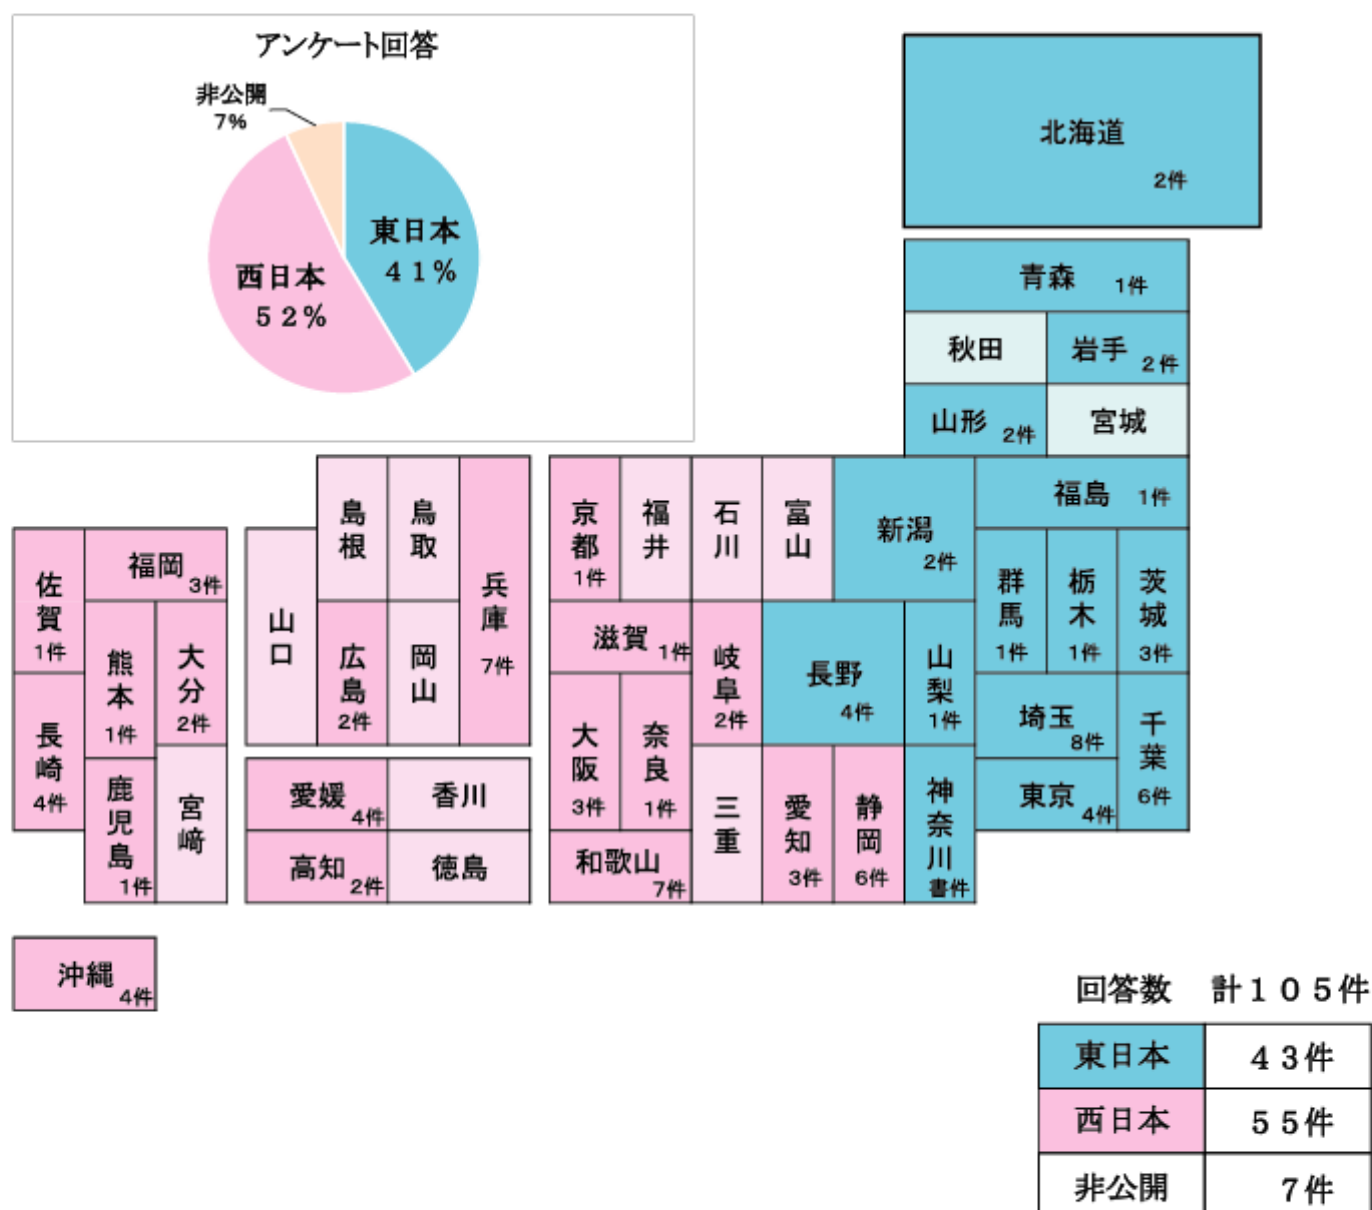 アンケート回答
非公開
7%
東日本
41%
西日本
52%
北海道
2件
青森 1件
秋田
岩手 2件
山形 2件
宮城
福島 1件
新潟
2件
群馬
1件
栃木
1件
茨城
3件
長野
4件
山梨
1件
埼玉
8件
千葉
6件
東京
4件
神奈川
書件
富山
石川
福井
京都
1件
滋賀 1件
岐阜
2件
大阪
3件
奈良
1件
三重
愛知
3件
静岡
6件
和歌山
7件
兵庫
7件
鳥取
島根
岡山
広島
2件
山口
愛媛
4件
香川
高知 2件
徳島
福岡 3件
佐賀
1件
熊本
1件
大分
2件
長崎
4件
鹿児島
1件
宮﨑
沖縄
4件
回答数 計105件
東日本 43件
西日本 55件
非公開 7件